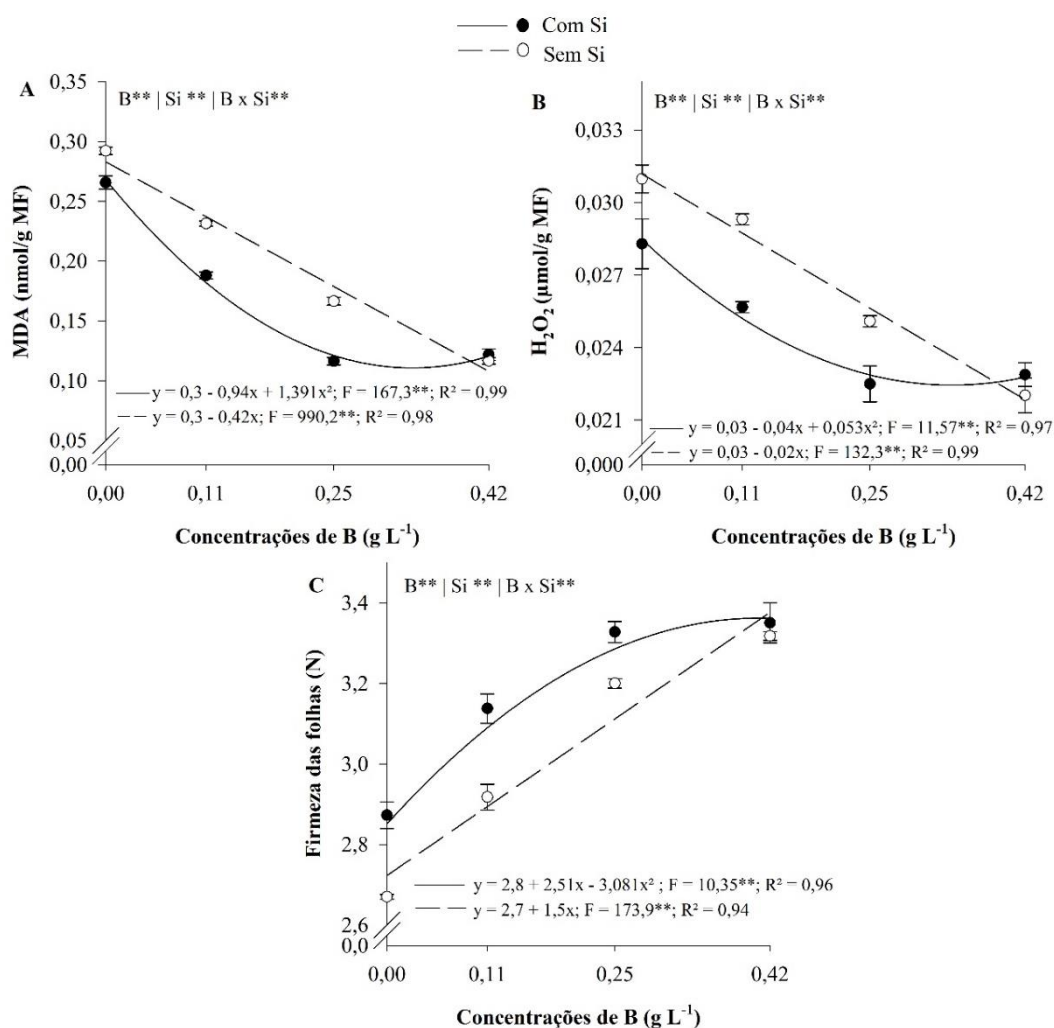 Com Si
Sem Si
A
B** | Si ** | B x Si**
0,35
0,30
0,25
0,20
0,15
0,10
0,05
0,00
MDA (nmol/g MF)
y = 0,3 - 0,94x + 1,391x²; F = 167,3**; R² = 0,99
y = 0,3 - 0,42x; F = 990,2**; R² = 0,98
0,00 0,11 0,25 0,42
Concentrações de B (g L⁻¹)
B
B** | Si ** | B x Si**
0,033
0,030
0,027
0,024
0,021
0,000
H₂O₂ (µmol/g MF)
y = 0,03 - 0,04x + 0,053x²; F = 11,57**; R² = 0,97
y = 0,03 - 0,02x; F = 132,3**; R² = 0,99
0,00 0,11 0,25 0,42
Concentrações de B (g L⁻¹)
C
B** | Si ** | B x Si**
3,4
3,2
3,0
2,8
2,6
0,0
Firmeza das folhas (N)
y = 2,8 + 2,51x - 3,081x² ; F = 10,35**; R² = 0,96
y = 2,7 + 1,5x; F = 173,9**; R² = 0,94
0,00 0,11 0,25 0,42
Concentrações de B (g L⁻¹)